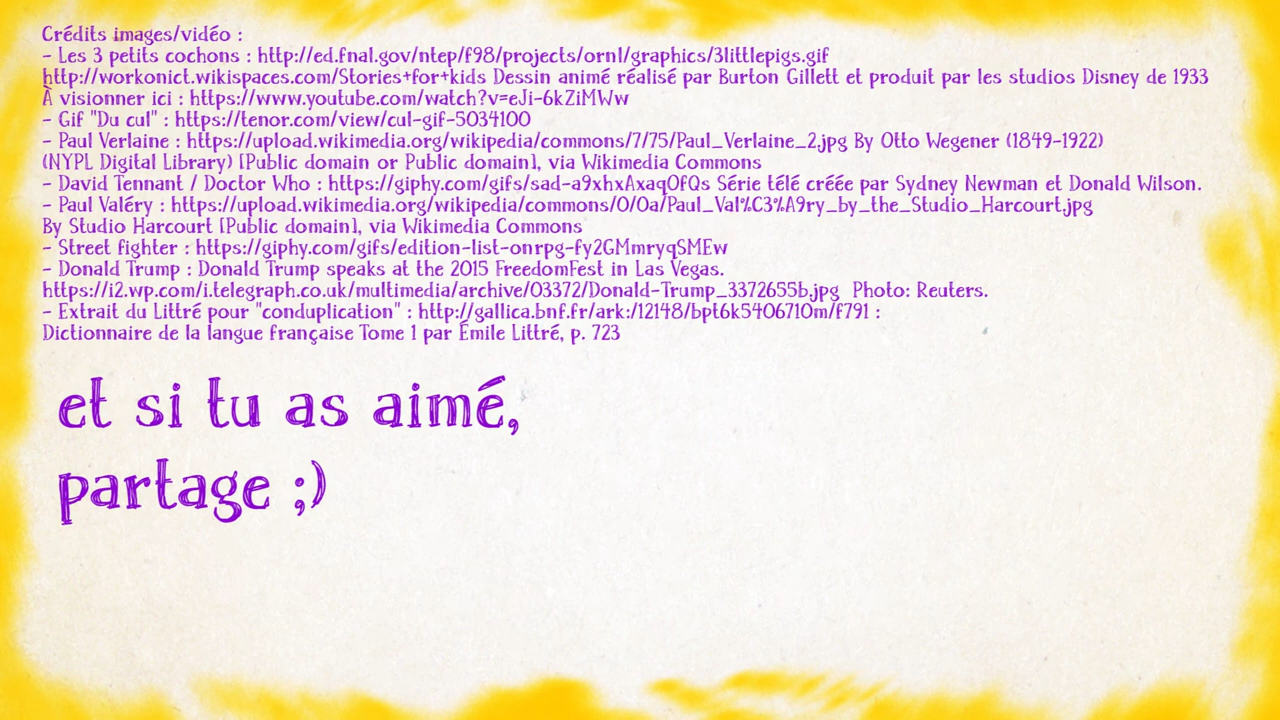 Crédits images/vidéo :
- Les 3 petits cochons : http://ed.fnal.gov/ntep/f98/projects/ornl/graphics/3littlepigs.gif
http://workonict.wikispaces.com/Stories+for+kids Dessin animé réalisé par Burton Gillett et produit par les studios Disney de 1933
À visionner ici : https://www.youtube.com/watch?v=eJi-6kZiMWw
- Gif "Du cul" : https://tenor.com/view/cul-gif-5034100
- Paul Verlaine : https://upload.wikimedia.org/wikipedia/commons/7/75/Paul_Verlaine_2.jpg By Otto Wegener (1849-1922)
(NYPL Digital Library) [Public domain or Public domain], via Wikimedia Commons
- David Tennant / Doctor Who : https://giphy.com/gifs/sad-a9xhxAxaqOfQs Série télé créée par Sydney Newman et Donald Wilson.
- Paul Valéry : https://upload.wikimedia.org/wikipedia/commons/0/0a/Paul_Val%C3%A9ry_by_the_Studio_Harcourt.jpg
By Studio Harcourt [Public domain], via Wikimedia Commons
- Street fighter : https://giphy.com/gifs/edition-list-onrpg-fy2GMmryqSMEw
- Donald Trump : Donald Trump speaks at the 2015 FreedomFest in Las Vegas.
https://i2.wp.com/i.telegraph.co.uk/multimedia/archive/03372/Donald-Trump_3372655b.jpg Photo: Reuters.
- Extrait du Littré pour "conduplication" : http://gallica.bnf.fr/ark:/12148/bpt6k5406710m/f791 :
Dictionnaire de la langue française Tome 1 par Émile Littré, p. 723
et si tu as aimé,
partage ;)